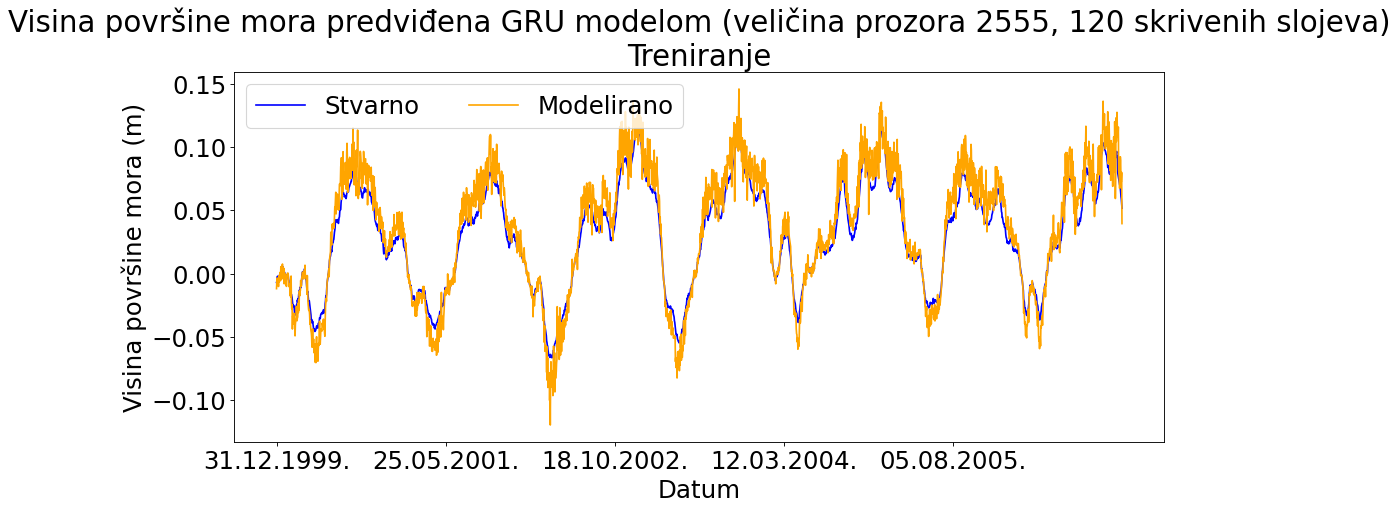 Visina površine mora predviđena GRU modelom (veličina prozora 2555, 120 skrivenih slojeva)
Treniranje
Stvarno
Modelirano
Visina površine mora (m)
0.15
0.10
0.05
0.00
−0.05
−0.10
31.12.1999.
25.05.2001.
18.10.2002.
12.03.2004.
05.08.2005.
Datum